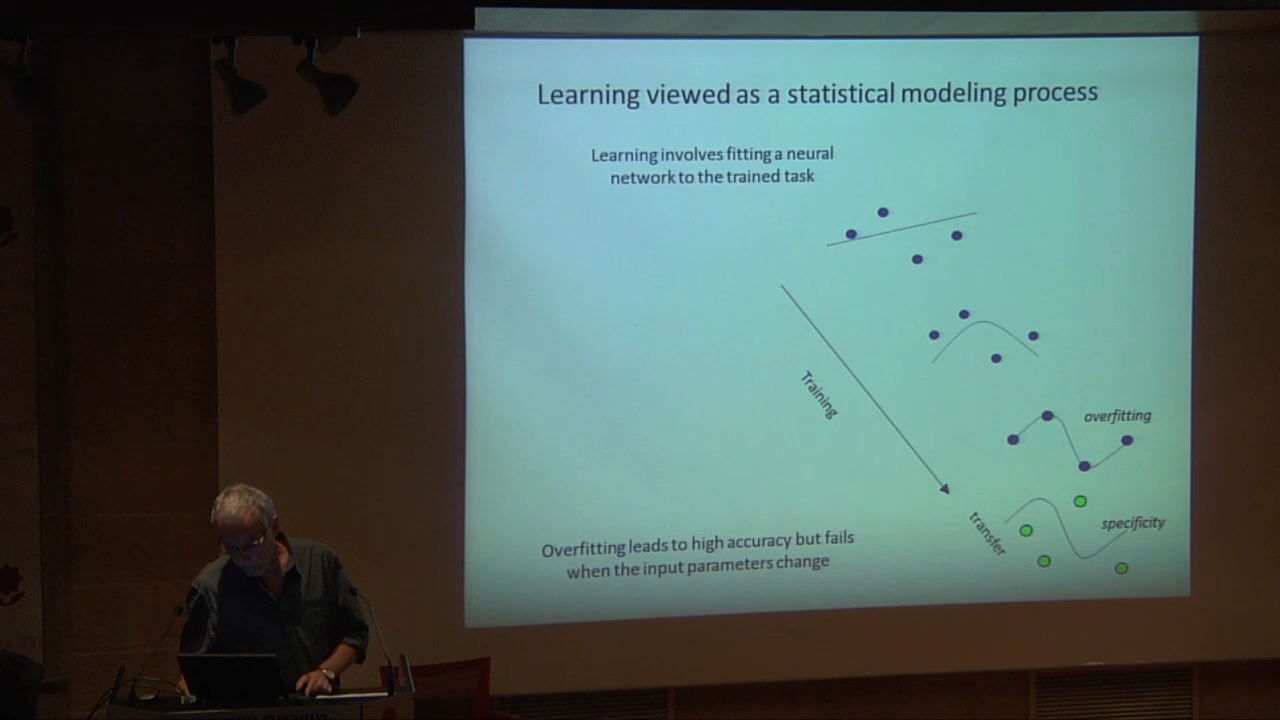 Learning viewed as a statistical modeling process
Learning involves fitting a neural
network to the trained task
Training
overfitting
transfer
specificity
Overfitting leads to high accuracy but fails
when the input parameters change